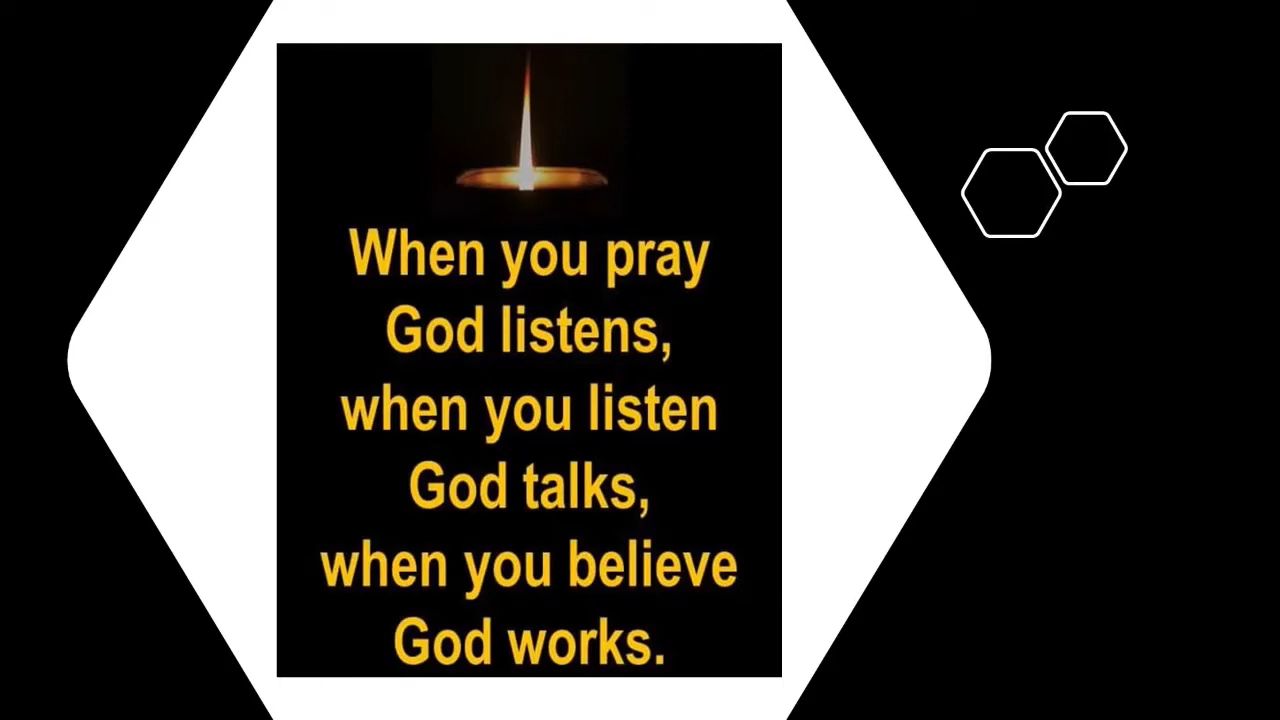 When you pray
God listens,
when you listen
God talks,
when you believe
God works.